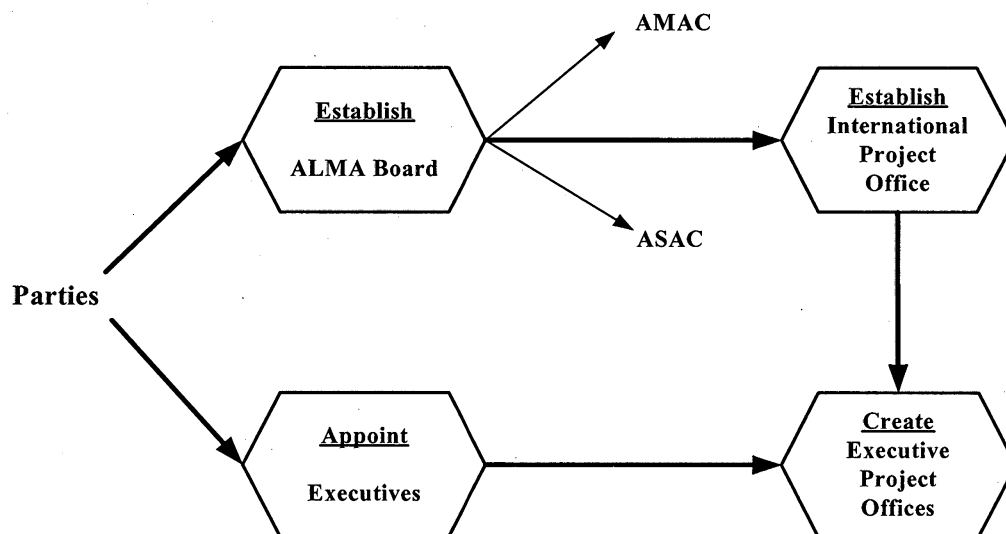 AMAC
Establish
ALMA Board
Establish
International
Project
Office
ASAC
Parties
Appoint
Executives
Create
Executive
Project
Offices